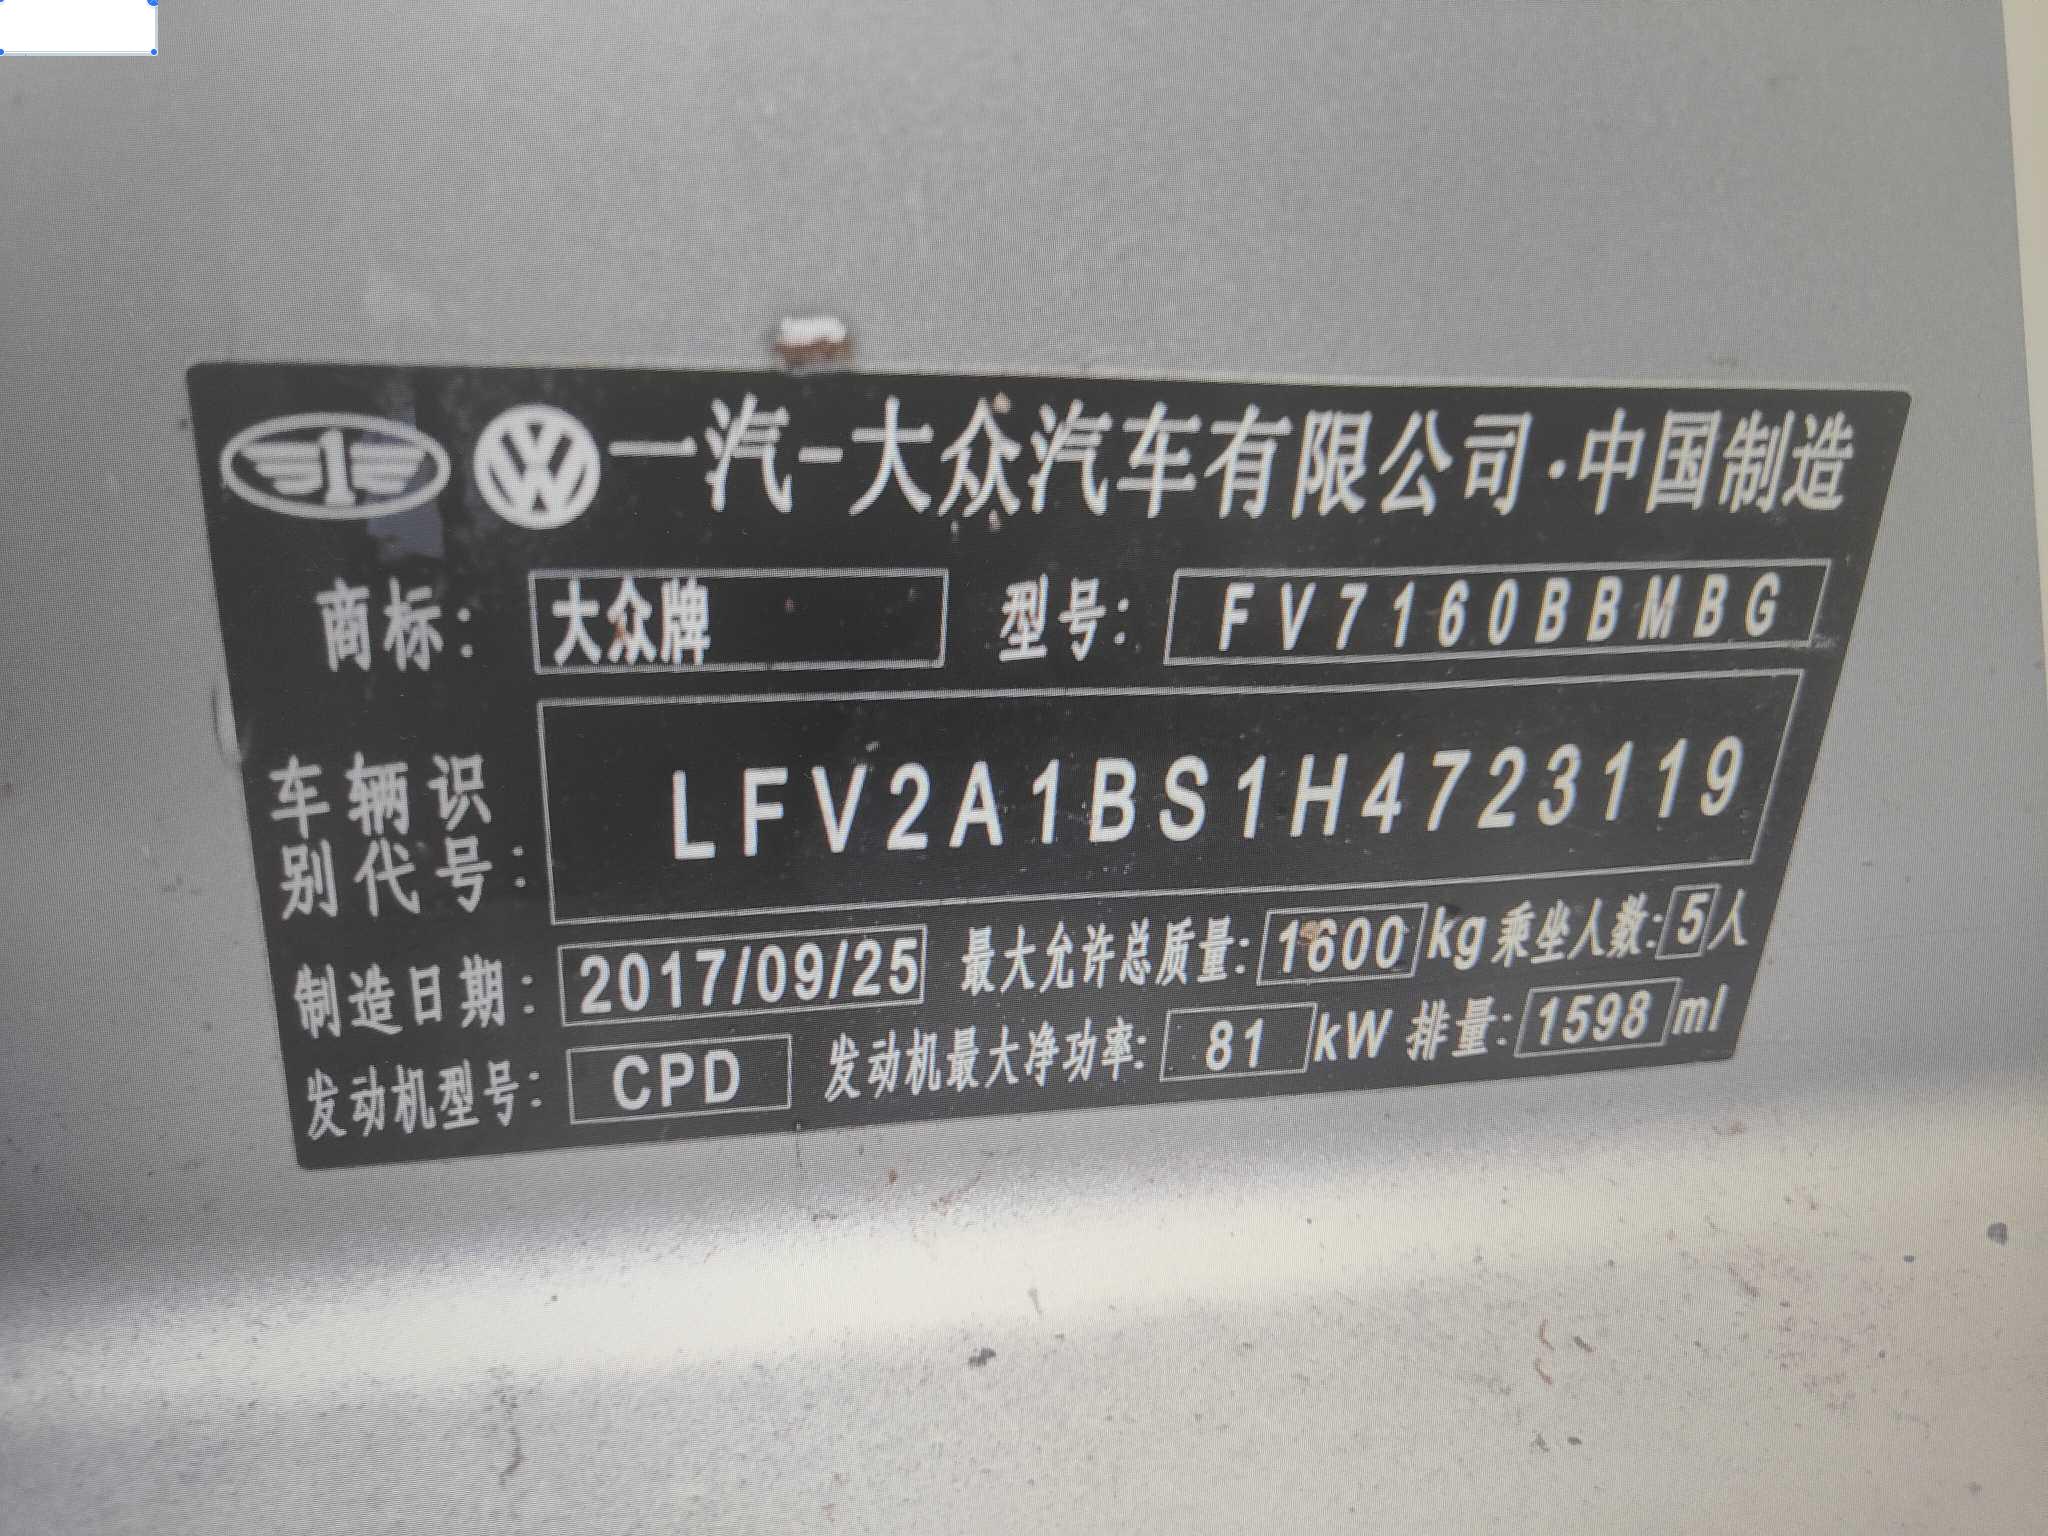 一汽-大众汽车有限公司·中国制造
商标: 大众牌 型号: FV7160BBMBG
车辆识别代号: LFV2A1BS1H4723119
制造日期: 2017/09/25 最大允许总质量: 1600 kg 乘坐人数: 5 人
发动机型号: CPD 发动机最大净功率: 81 kW 排量: 1598 ml